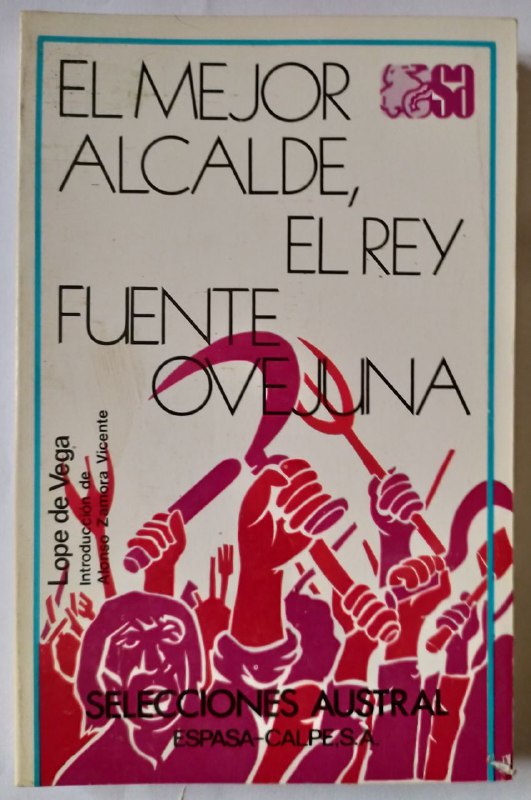 EL MEJOR
ALCALDE,
EL REY
FUENTE
OVEJUNA
Lope de Vega
Introducción de
Alonso Zamora Vicente
SELECCIONES AUSTRAL
ESPASA-CALPE, S.A.
sa